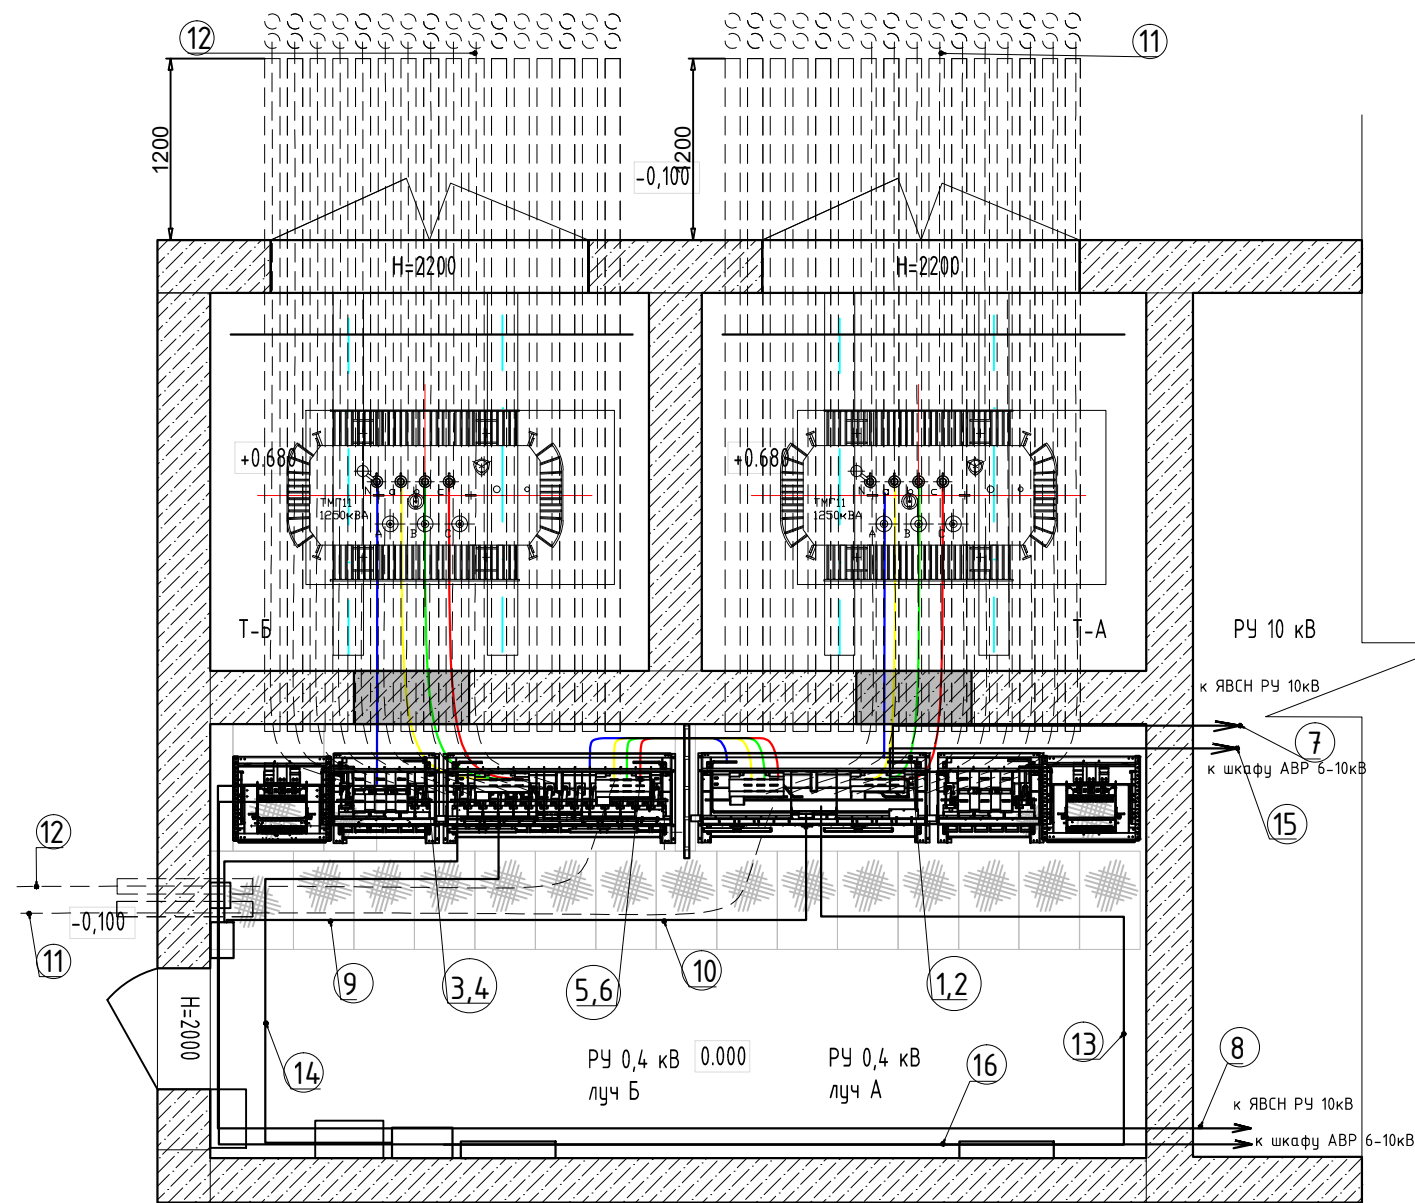 12
11
1200
1200
-0,100
H=2200
H=2200
+0.680
+0.680
N a b c
N a b c
ТМГ11
1250кВА
ТМГ11
1250кВА
A B C
A B C
Т-Б
Т-А
РУ 10 кВ
к ЯВСН РУ 10кВ
7
к шкафу АВР 6-10кВ
15
12
-0,100
11
9
3,4
5,6
10
1,2
H=2000
14
РУ 0,4 кВ
луч Б
0.000
РУ 0,4 кВ
луч А
16
13
8
к ЯВСН РУ 10кВ
к шкафу АВР 6-10кВ